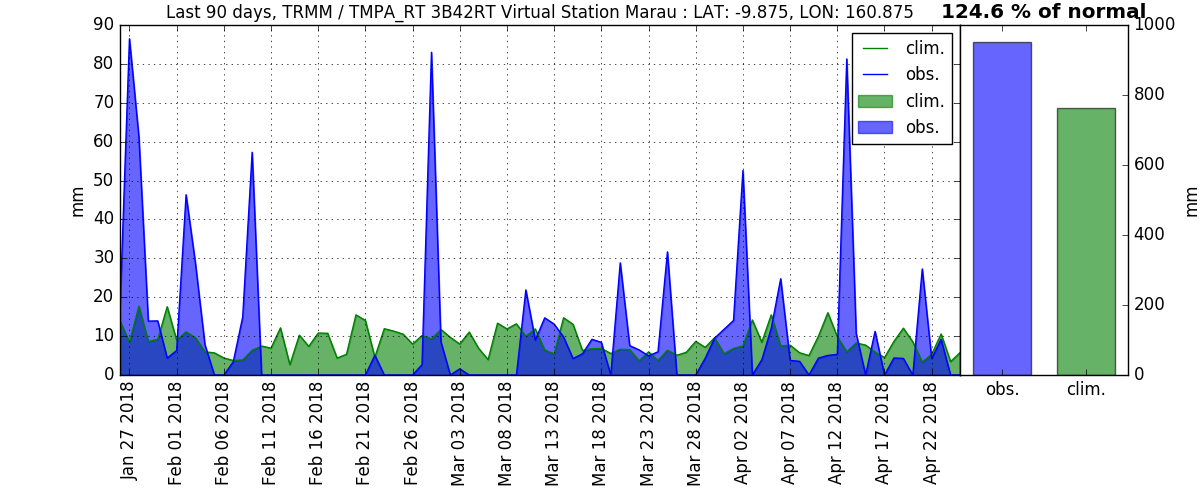 Last 90 days, TRMM / TMPA_RT 3B42RT Virtual Station Marau : LAT: -9.875, LON: 160.875
124.6 % of normal
90
80
70
60
50
40
30
20
10
0
mm
clim.
obs.
clim.
obs.
Jan 27 2018
Feb 01 2018
Feb 06 2018
Feb 11 2018
Feb 16 2018
Feb 21 2018
Feb 26 2018
Mar 03 2018
Mar 08 2018
Mar 13 2018
Mar 18 2018
Mar 23 2018
Mar 28 2018
Apr 02 2018
Apr 07 2018
Apr 12 2018
Apr 17 2018
Apr 22 2018
1000
800
600
400
200
0
mm
obs.
clim.